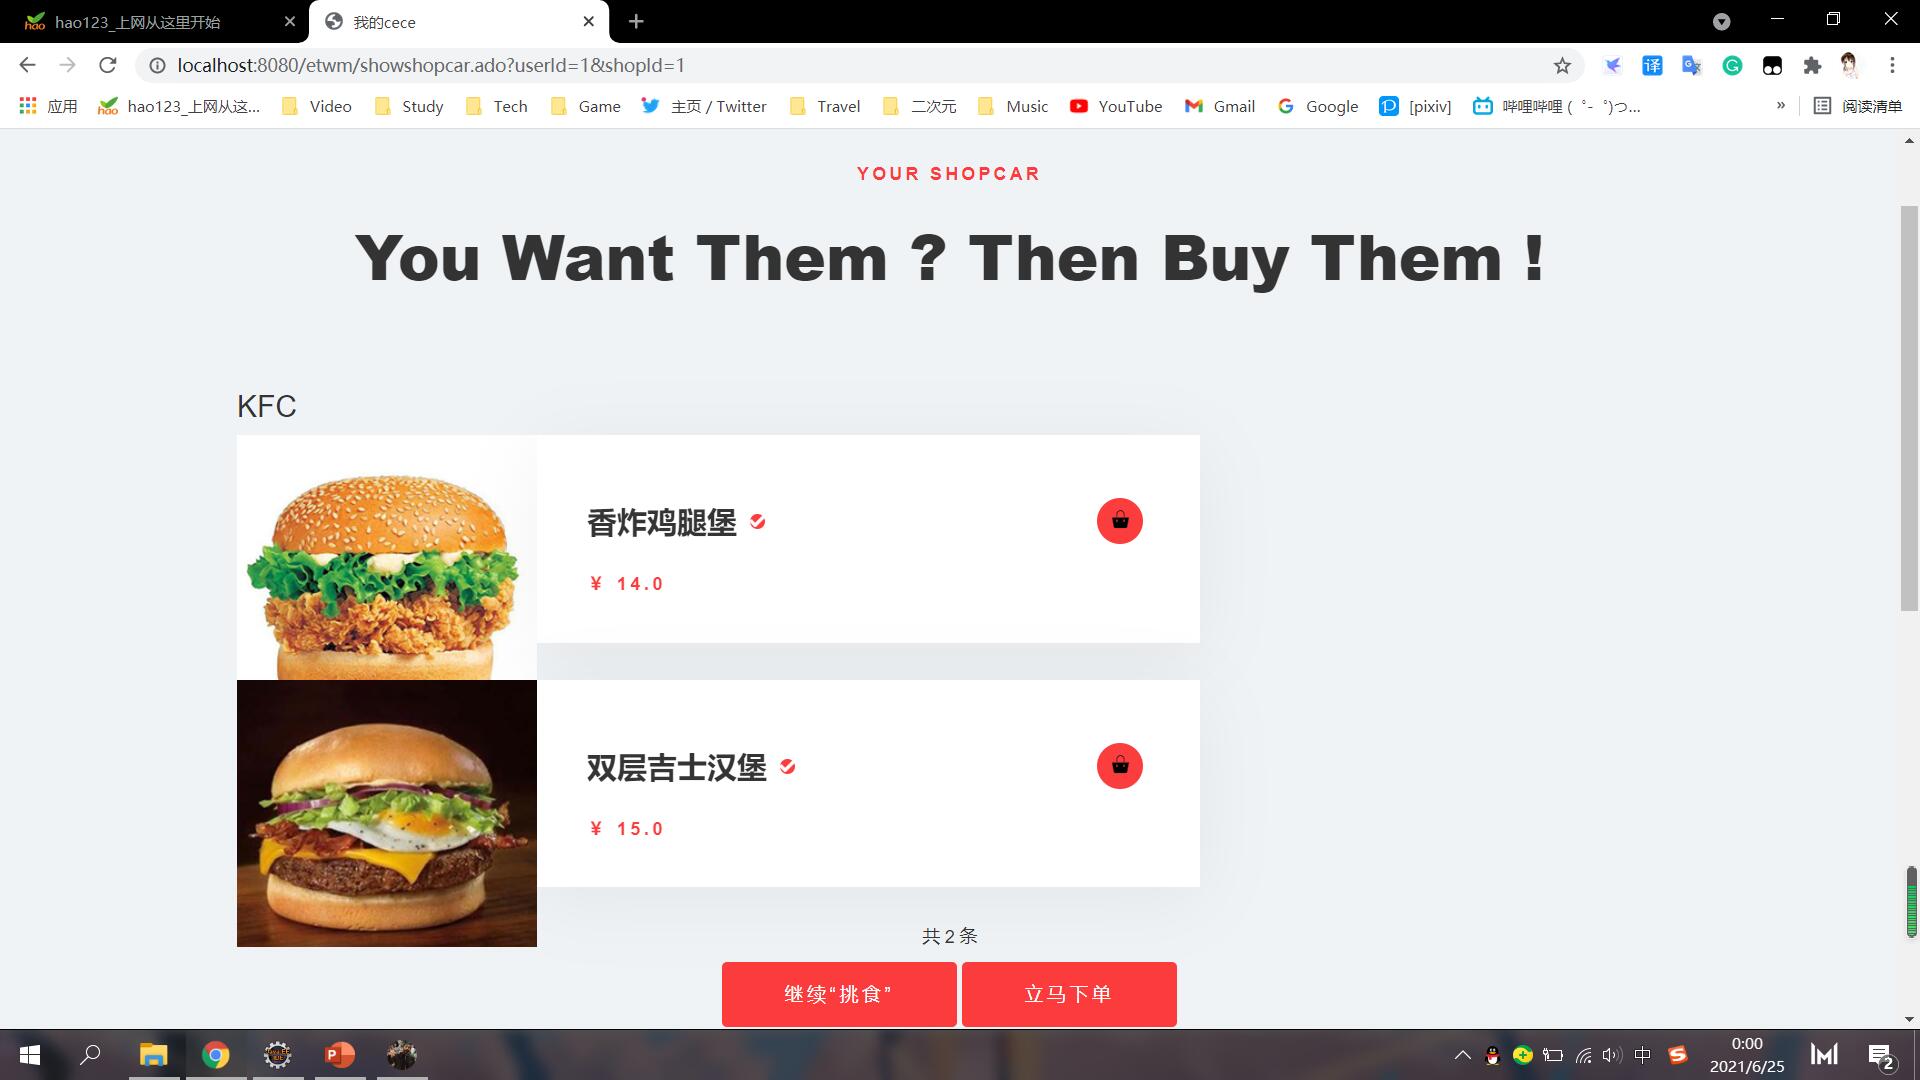 hao123_上网从这里开始
我的cece
localhost:8080/etwm/showshopcar.ado?userId=1&shopId=1
应用 hao123_上网从这... Video Study Tech Game 主页 / Twitter Travel 二次元 Music YouTube Gmail Google [pixiv] 哔哩哔哩 (゜-゜)つ... » 阅读清单
YOUR SHOPCAR
You Want Them ? Then Buy Them !
KFC
香炸鸡腿堡
¥ 14.0
双层吉士汉堡
¥ 15.0
共 2 条
继续“挑食” 立马下单
中
0:00
2021/6/25
2